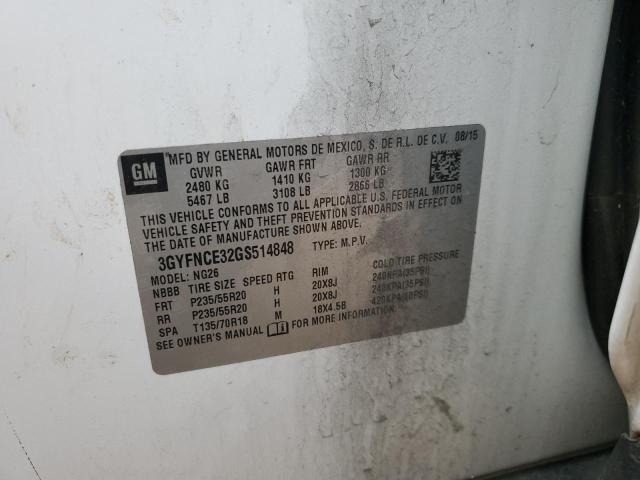 GM MFD BY GENERAL MOTORS DE MEXICO, S. DE R.L. DE C.V. 08/15
GVWR GAWR FRT GAWR RR
2480 KG 1410 KG 1300 KG
5467 LB 3108 LB 2866 LB
THIS VEHICLE CONFORMS TO ALL APPLICABLE U.S. FEDERAL MOTOR
VEHICLE SAFETY AND THEFT PREVENTION STANDARDS IN EFFECT ON
THE DATE OF MANUFACTURE SHOWN ABOVE.
3GYFNCE32GS514848 TYPE: M.P.V.
MODEL: NG26
NBBB TIRE SIZE SPEED RTG RIM COLD TIRE PRESSURE
FRT P235/55R20 H 20X8J 240KPA(35PSI)
RR P235/55R20 H 20X8J 240KPA(35PSI)
SPA T135/70R18 M 18X4.5B 420KPA(60PSI)
SEE OWNER'S MANUAL FOR MORE INFORMATION.